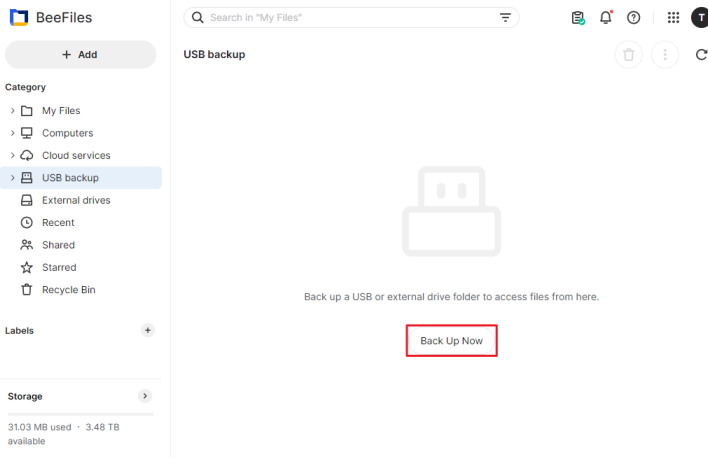 BeeFiles
Search in "My Files"
T
+ Add
USB backup
Category
My Files
Computers
Cloud services
USB backup
External drives
Recent
Shared
Starred
Recycle Bin
Back up a USB or external drive folder to access files from here.
Back Up Now
Labels
Storage
31.03 MB used · 3.48 TB
available